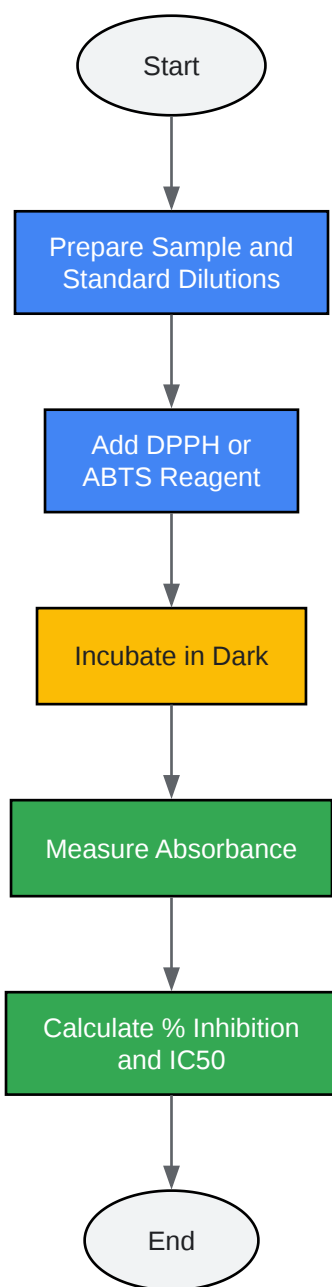 Start
Prepare Sample and
Standard Dilutions
Add DPPH or
ABTS Reagent
Incubate in Dark
Measure Absorbance
Calculate % Inhibition
and IC50
End